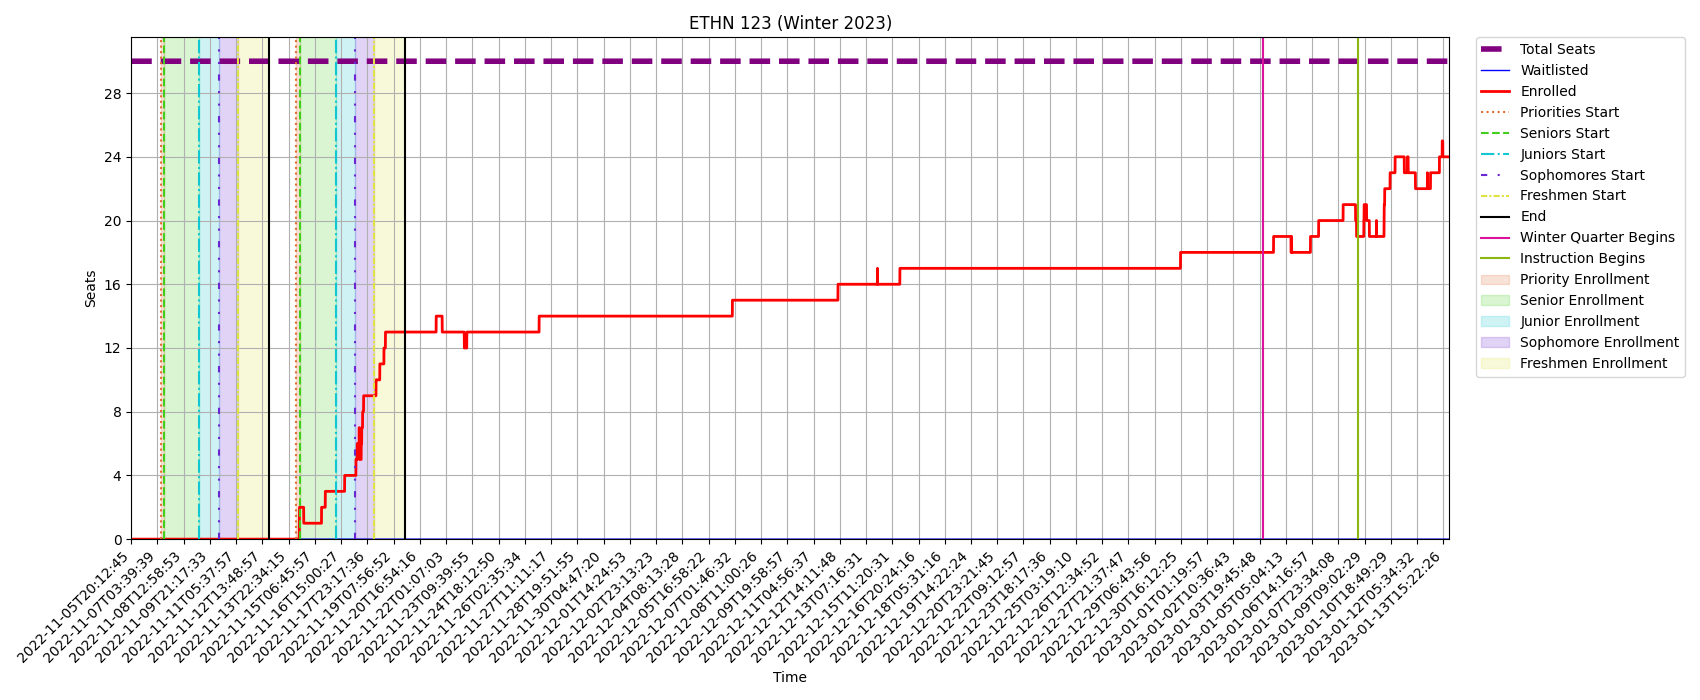 ETHN 123 (Winter 2023)
Seats
28
24
20
16
12
8
4
0
2022-11-05T20:12:45
2022-11-07T03:39:39
2022-11-08T12:58:53
2022-11-09T21:17:33
2022-11-11T05:37:57
2022-11-12T13:48:57
2022-11-13T22:34:15
2022-11-15T06:45:57
2022-11-16T15:00:27
2022-11-17T23:17:36
2022-11-19T07:56:52
2022-11-20T16:54:16
2022-11-22T01:07:03
2022-11-23T09:39:55
2022-11-24T18:12:50
2022-11-26T02:35:34
2022-11-27T11:11:17
2022-11-28T19:51:55
2022-11-30T04:47:20
2022-12-01T14:24:53
2022-12-02T23:13:23
2022-12-04T08:13:28
2022-12-05T16:58:22
2022-12-07T01:46:32
2022-12-08T11:00:26
2022-12-09T19:58:57
2022-12-11T04:56:37
2022-12-12T14:11:48
2022-12-13T07:16:31
2022-12-15T11:20:31
2022-12-16T20:24:16
2022-12-18T05:31:16
2022-12-19T14:22:24
2022-12-20T23:21:45
2022-12-22T09:12:57
2022-12-23T18:17:36
2022-12-25T03:19:10
2022-12-26T12:34:52
2022-12-27T21:37:47
2022-12-29T06:43:56
2022-12-30T16:12:25
2023-01-01T01:19:57
2023-01-02T10:36:43
2023-01-03T19:45:48
2023-01-05T05:04:13
2023-01-06T14:16:57
2023-01-07T23:34:08
2023-01-09T09:02:29
2023-01-10T18:49:29
2023-01-12T05:34:32
2023-01-13T15:22:26
Time
Total Seats
Waitlisted
Enrolled
Priorities Start
Seniors Start
Juniors Start
Sophomores Start
Freshmen Start
End
Winter Quarter Begins
Instruction Begins
Priority Enrollment
Senior Enrollment
Junior Enrollment
Sophomore Enrollment
Freshmen Enrollment